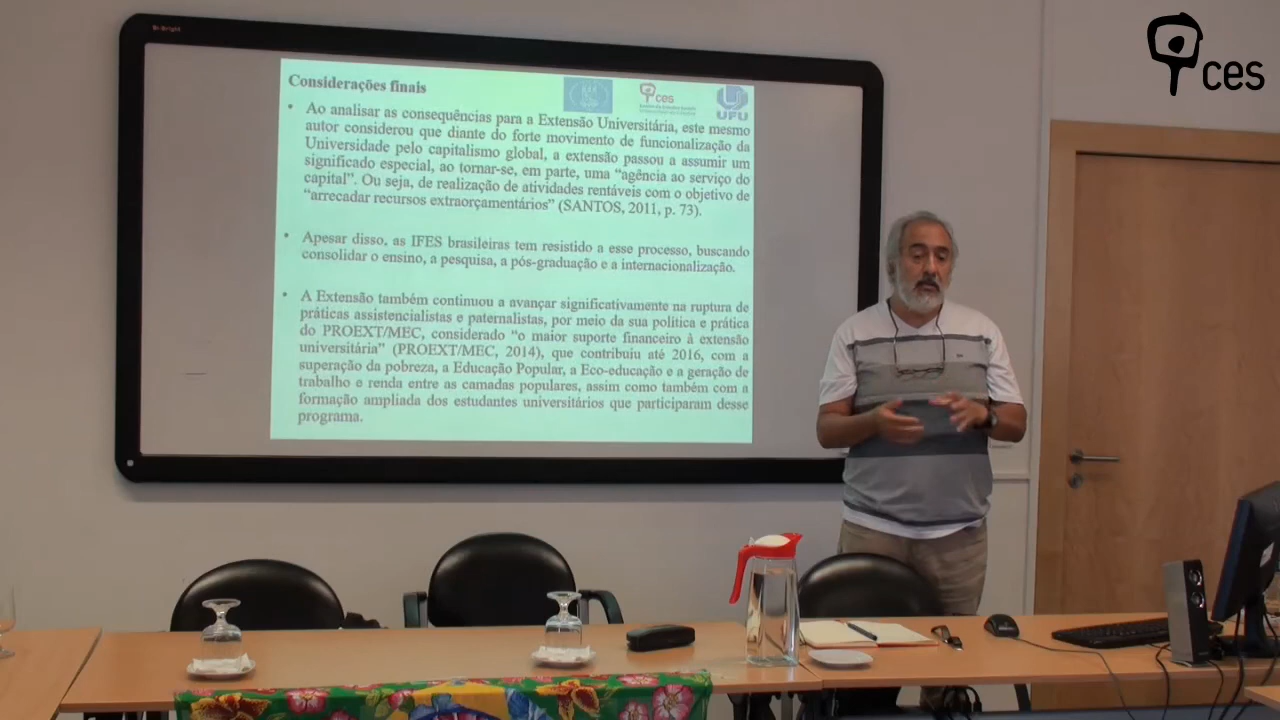 Bi-Bright
ces
Considerações finais
ces
UFU
• Ao analisar as consequências para a Extensão Universitária, este mesmo
autor considerou que diante do forte movimento de funcionalização da
Universidade pelo capitalismo global, a extensão passou a assumir um
significado especial, ao tornar-se, em parte, uma “agência ao serviço do
capital”. Ou seja, de realização de atividades rentáveis com o objetivo de
“arrecadar recursos extraorçamentários” (SANTOS, 2011, p. 73).
• Apesar disso, as IFES brasileiras tem resistido a esse processo, buscando
consolidar o ensino, a pesquisa, a pós-graduação e a internacionalização.
• A Extensão também continuou a avançar significativamente na ruptura de
práticas assistencialistas e paternalistas, por meio da sua política e prática
do PROEXT/MEC, considerado “o maior suporte financeiro à extensão
universitária” (PROEXT/MEC, 2014), que contribuiu até 2016, com a
superação da pobreza, a Educação Popular, a Eco-educação e a geração de
trabalho e renda entre as camadas populares, assim como também com a
formação ampliada dos estudantes universitários que participaram desse
programa.